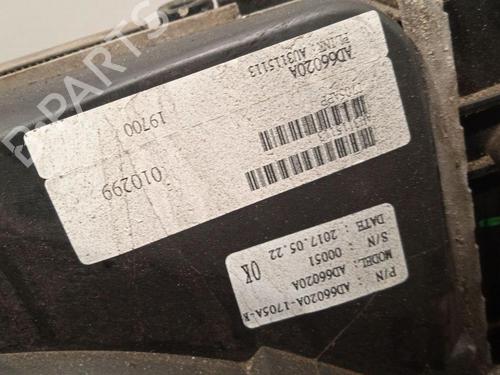 AD66020A
PLINK: AU3115113
19700
010299
P/N : AD66020A-1705A-K
MODEL: AD66020A
S/N : 00051
DATE : 2017.05.22
OK
D-PARTS